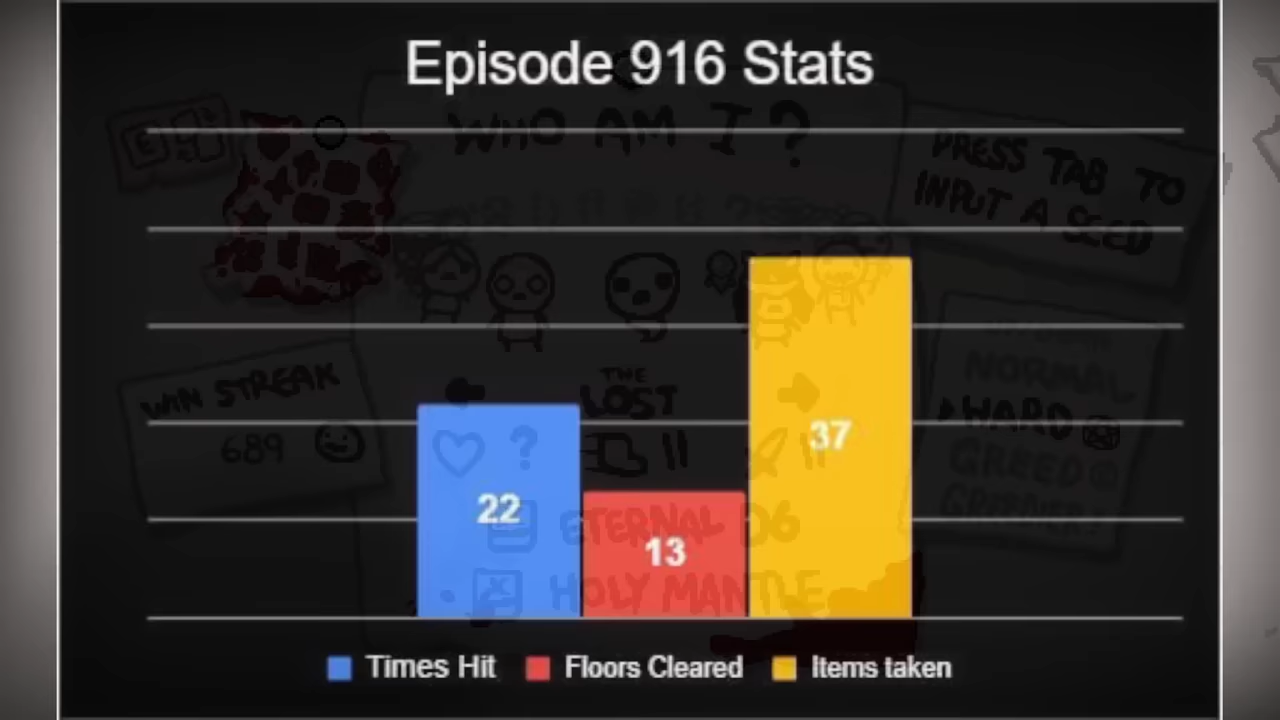 Episode 916 Stats
WHO AM I?
PRESS TAB TO
INPUT A SEED
WIN STREAK
689
THE
LOST
NORMAL
HARD
GREED
22
ETERNAL D6
13
HOLY MANTLE
37
Times Hit
Floors Cleared
Items taken